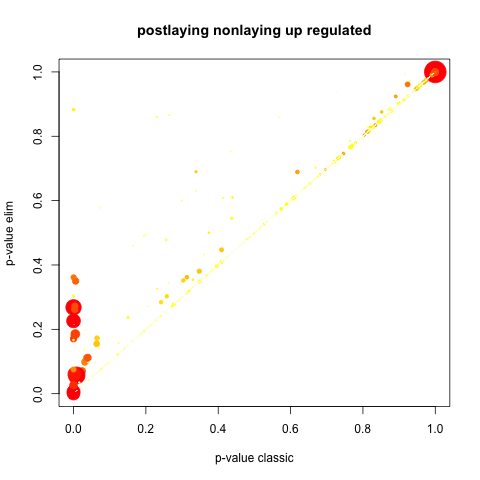 postlaying nonlaying up regulated
1.0
0.8
0.6
0.4
0.2
0.0
p-value elim
0.0 0.2 0.4 0.6 0.8 1.0
p-value classic